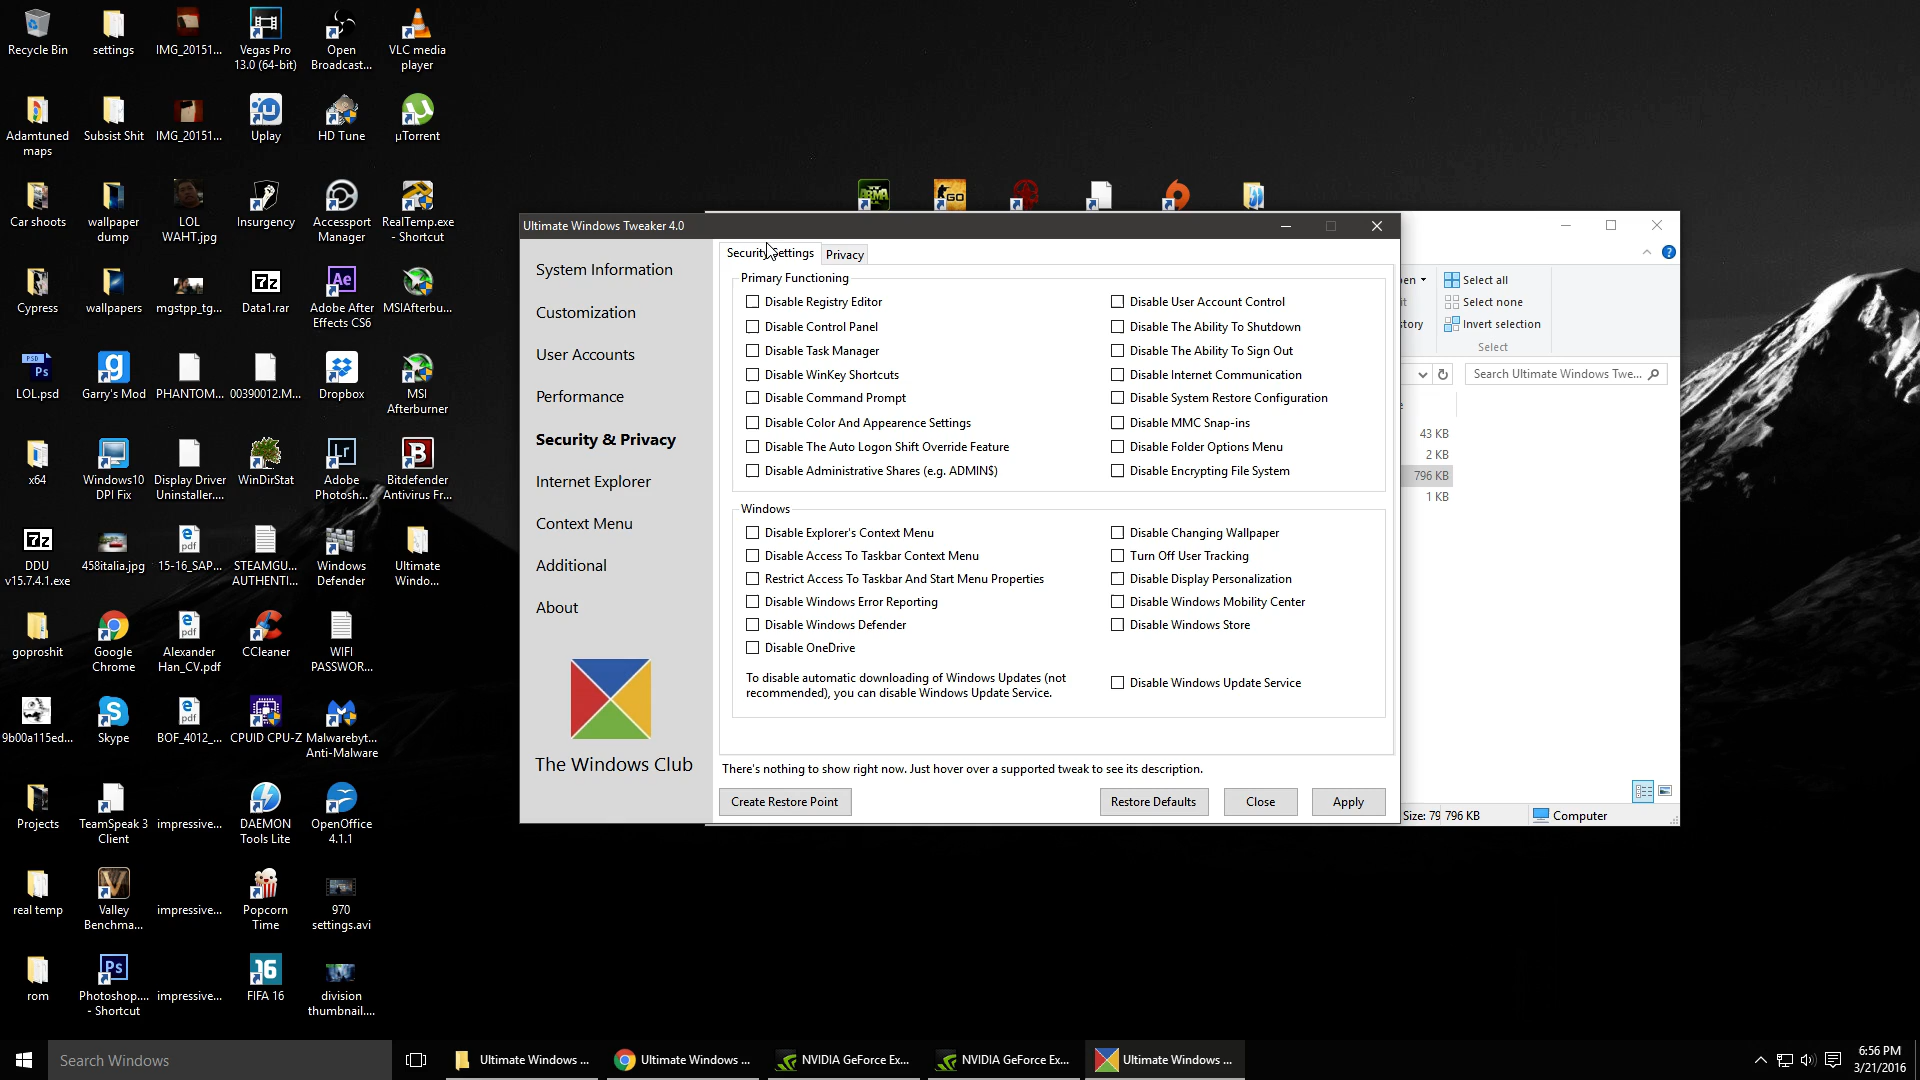 Recycle Bin
settings
IMG_20151...
Vegas Pro
13.0 (64-bit)
Open
Broadcast...
VLC media
player
Adamtuned
maps
Subsist Shit
IMG_20151...
Uplay
HD Tune
µTorrent
Car shoots
wallpaper
dump
LOL
WAHT.jpg
Insurgency
Accessport
Manager
RealTemp.exe
- Shortcut
Cypress
wallpapers
mgstpp_tg...
Data1.rar
Adobe After
Effects CS6
MSIAfterbu...
LOL.psd
Garry's Mod
PHANTOM...
00390012.M...
Dropbox
MSI
Afterburner
x64
Windows10
DPI Fix
Display Driver
Uninstaller....
WinDirStat
Adobe
Photosh...
Bitdefender
Antivirus Fr...
DDU
v15.7.4.1.exe
458italia.jpg
15-16_SAP...
STEAMGU...
AUTHENTI...
Windows
Defender
Ultimate
Windo...
goproshit
Google
Chrome
Alexander
Han_CV.pdf
CCleaner
WIFI
PASSWOR...
9b00a115ed...
Skype
BOF_4012_...
CPUID CPU-Z
Malwarebyt...
Anti-Malware
Projects
TeamSpeak 3
Client
impressive...
DAEMON
Tools Lite
OpenOffice
4.1.1
real temp
Valley
Benchma...
impressive...
Popcorn
Time
970
settings.avi
rom
Photoshop....
- Shortcut
impressive...
FIFA 16
division
thumbnail....
Ultimate Windows Tweaker 4.0
System Information
Customization
User Accounts
Performance
Security & Privacy
Internet Explorer
Context Menu
Additional
About
The Windows Club
Security Settings
Privacy
Primary Functioning
Disable Registry Editor
Disable Control Panel
Disable Task Manager
Disable WinKey Shortcuts
Disable Command Prompt
Disable Color And Appearence Settings
Disable The Auto Logon Shift Override Feature
Disable Administrative Shares (e.g. ADMIN$)
Disable User Account Control
Disable The Ability To Shutdown
Disable The Ability To Sign Out
Disable Internet Communication
Disable System Restore Configuration
Disable MMC Snap-ins
Disable Folder Options Menu
Disable Encrypting File System
Windows
Disable Explorer's Context Menu
Disable Access To Taskbar Context Menu
Restrict Access To Taskbar And Start Menu Properties
Disable Windows Error Reporting
Disable Windows Defender
Disable OneDrive
Disable Changing Wallpaper
Turn Off User Tracking
Disable Display Personalization
Disable Windows Mobility Center
Disable Windows Store
To disable automatic downloading of Windows Updates (not
recommended), you can disable Windows Update Service.
Disable Windows Update Service
There's nothing to show right now. Just hover over a supported tweak to see its description.
Create Restore Point
Restore Defaults
Close
Apply
Select all
Select none
Invert selection
Select
Search Ultimate Windows Twe...
43 KB
2 KB
796 KB
1 KB
Size: 79 796 KB
Computer
Search Windows
Ultimate Windows ...
Ultimate Windows ...
NVIDIA GeForce Ex...
NVIDIA GeForce Ex...
Ultimate Windows ...
6:56 PM
3/21/2016